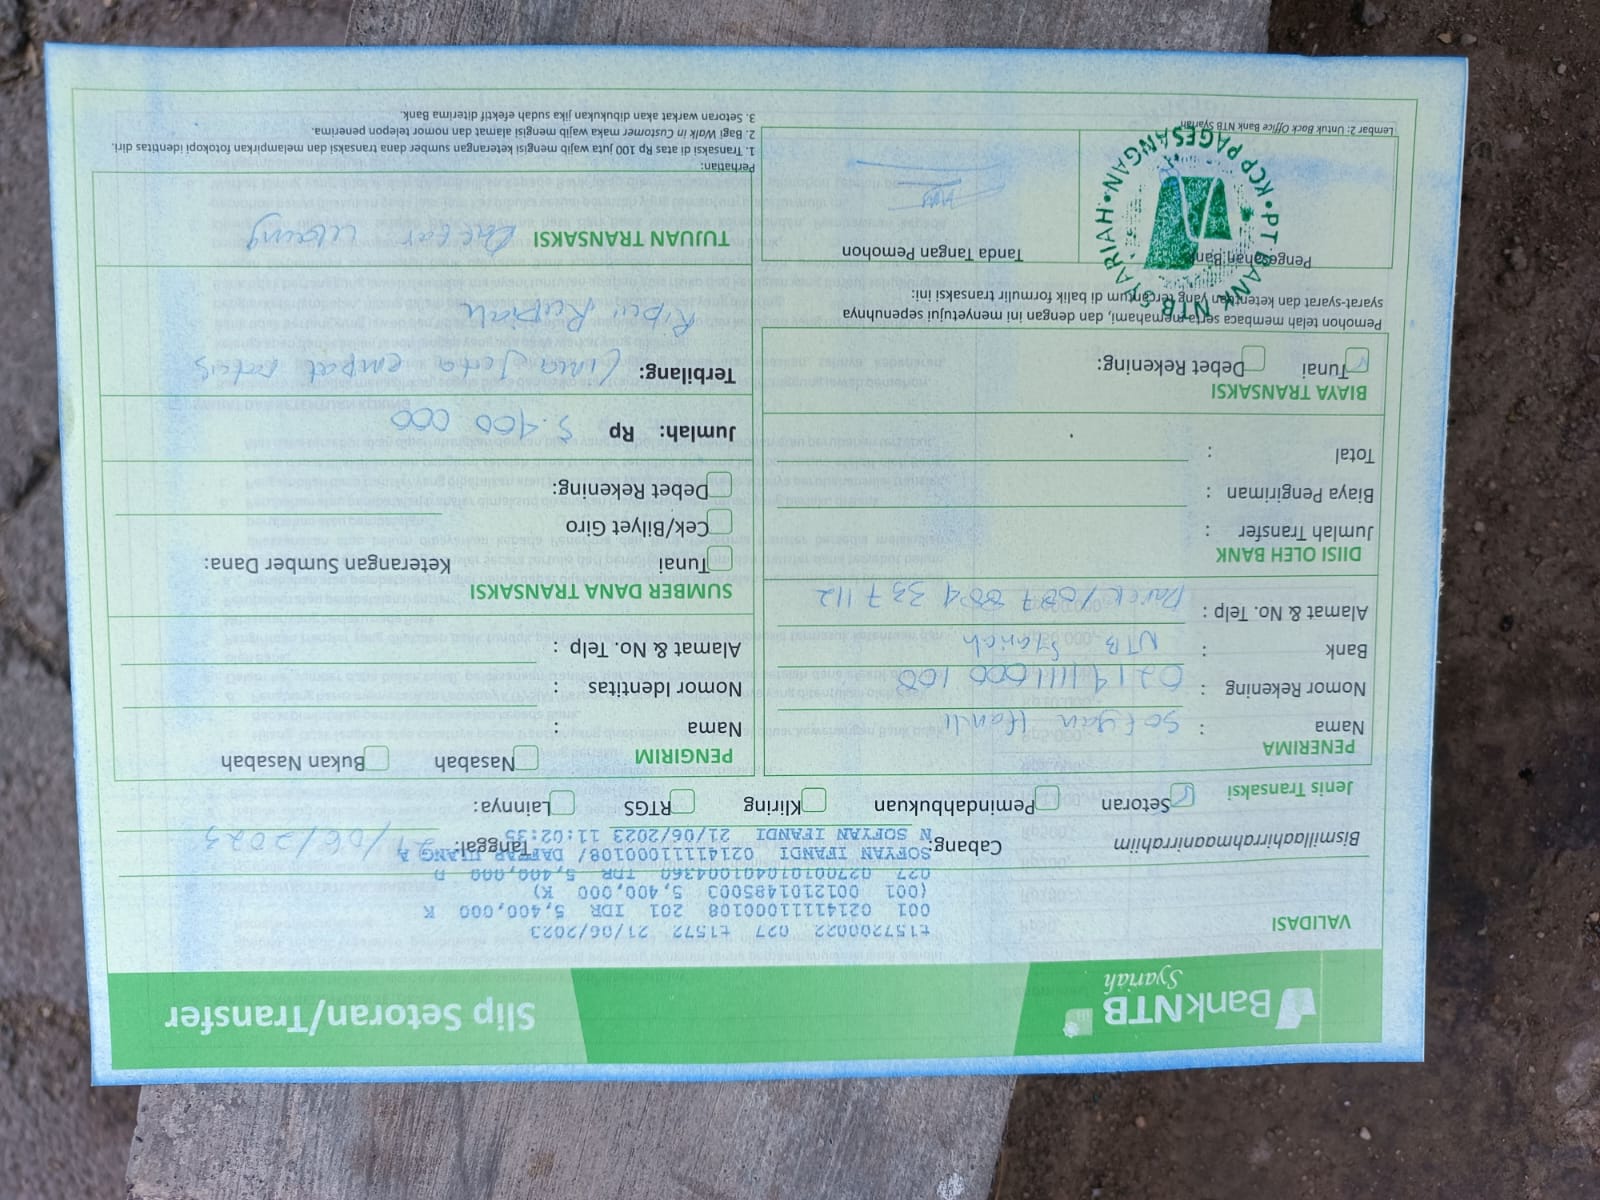 BankNTB
Syariah
Slip Setoran/Transfer
VALIDASI
t15720022 027 t1572 21/06/2023
001 0214111000108 201 IDR 5,400,000 K
(001 0012101485003 5,400,000 K)
027 0270010104001004360 IDR 5,400,000 D
SOFYAN IFANDI 0214111000108/ DAFTAR ULANG A
N SOFYAN IFANDI 21/06/2023 11:02:35
Bismillaahirrahmaanirrahiim
Cabang:
Tanggal: 21/06/2023
Jenis Transaksi
Setoran
Pemindahbukuan
Kliring
RTGS
Lainnya:
PENERIMA
Nama : Sofyan
Nomor Rekening : 0214111000 108
Bank : NTB Syariah
Alamat & No. Telp : 337112
PENGIRIM
Nasabah
Bukan Nasabah
Nama :
Nomor Identitas :
Alamat & No. Telp :
DIISI OLEH BANK
Jumlah Transfer :
Biaya Pengiriman :
Total :
SUMBER DANA TRANSAKSI
Tunai
Keterangan Sumber Dana:
Cek/Bilyet Giro
Debet Rekening:
Jumlah: Rp 5.400 000
Terbilang: Lima Juta empat ratus
Ribu Rupiah
BIAYA TRANSAKSI
Tunai
Debet Rekening:
Pemohon telah membaca serta memahami, dan dengan ini menyetujui sepenuhnya
syarat-syarat dan ketentuan yang tercantum di balik formulir transaksi ini:
Pengesahan Bank
Tanda Tangan Pemohon
PT. BANK NTB SYARIAH • KCP PAGESANGAN •
Lembar 2: Untuk Back Office Bank NTB Syariah
TUJUAN TRANSAKSI
Daftar Ulang
Perhatian:
1. Transaksi di atas Rp 100 juta wajib mengisi keterangan sumber dana transaksi dan melampirkan fotokopi identitas diri.
2. Bagi Walk in Customer maka wajib mengisi alamat dan nomor telepon penerima.
3. Setoran warkat akan dibukukan jika sudah efektif diterima Bank.